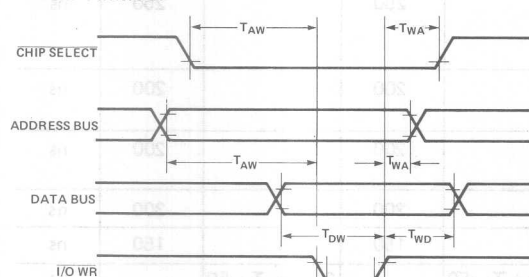 T_AW T_WA
CHIP SELECT
ADDRESS BUS
T_AW T_WA
DATA BUS
T_DW T_WD
I/O WR